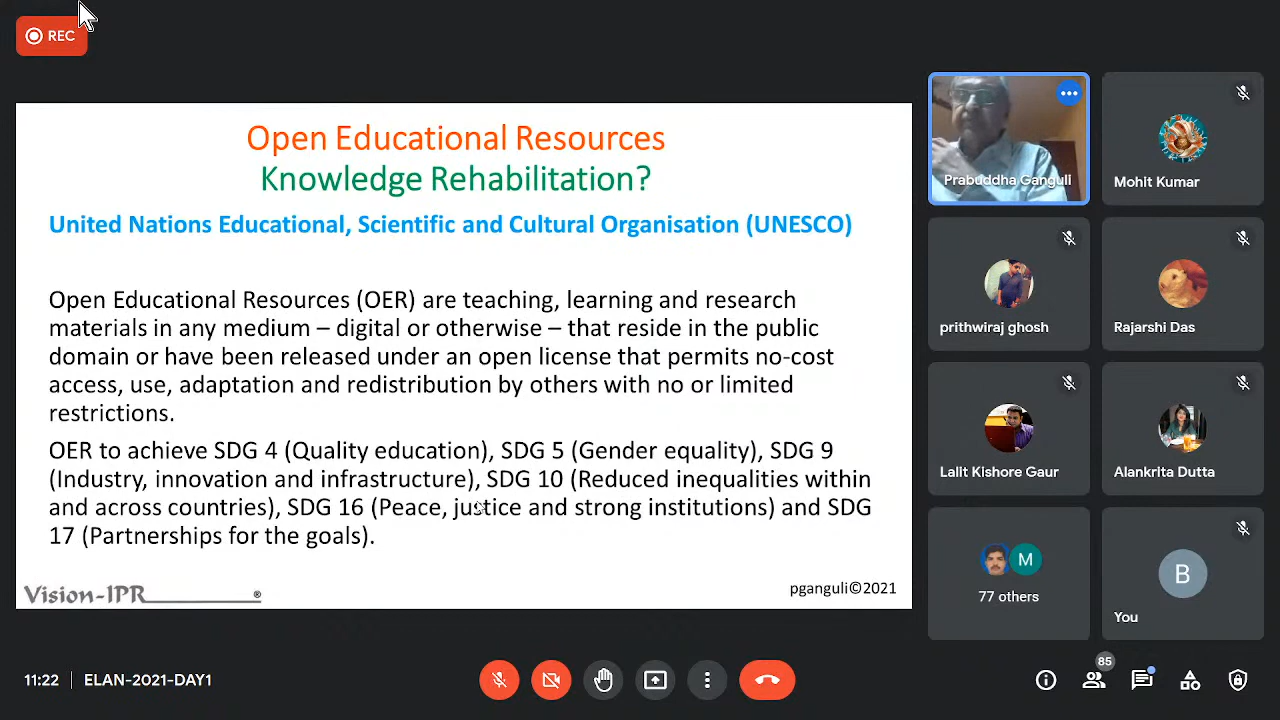 REC
Open Educational Resources
Knowledge Rehabilitation?
United Nations Educational, Scientific and Cultural Organisation (UNESCO)
Open Educational Resources (OER) are teaching, learning and research
materials in any medium – digital or otherwise – that reside in the public
domain or have been released under an open license that permits no-cost
access, use, adaptation and redistribution by others with no or limited
restrictions.
OER to achieve SDG 4 (Quality education), SDG 5 (Gender equality), SDG 9
(Industry, innovation and infrastructure), SDG 10 (Reduced inequalities within
and across countries), SDG 16 (Peace, justice and strong institutions) and SDG
17 (Partnerships for the goals).
Vision-IPR ®
pganguli©2021
Prabuddha Ganguli
Mohit Kumar
prithwiraj ghosh
Rajarshi Das
Lalit Kishore Gaur
Alankrita Dutta
M
77 others
B
You
11:22 | ELAN-2021-DAY1
85